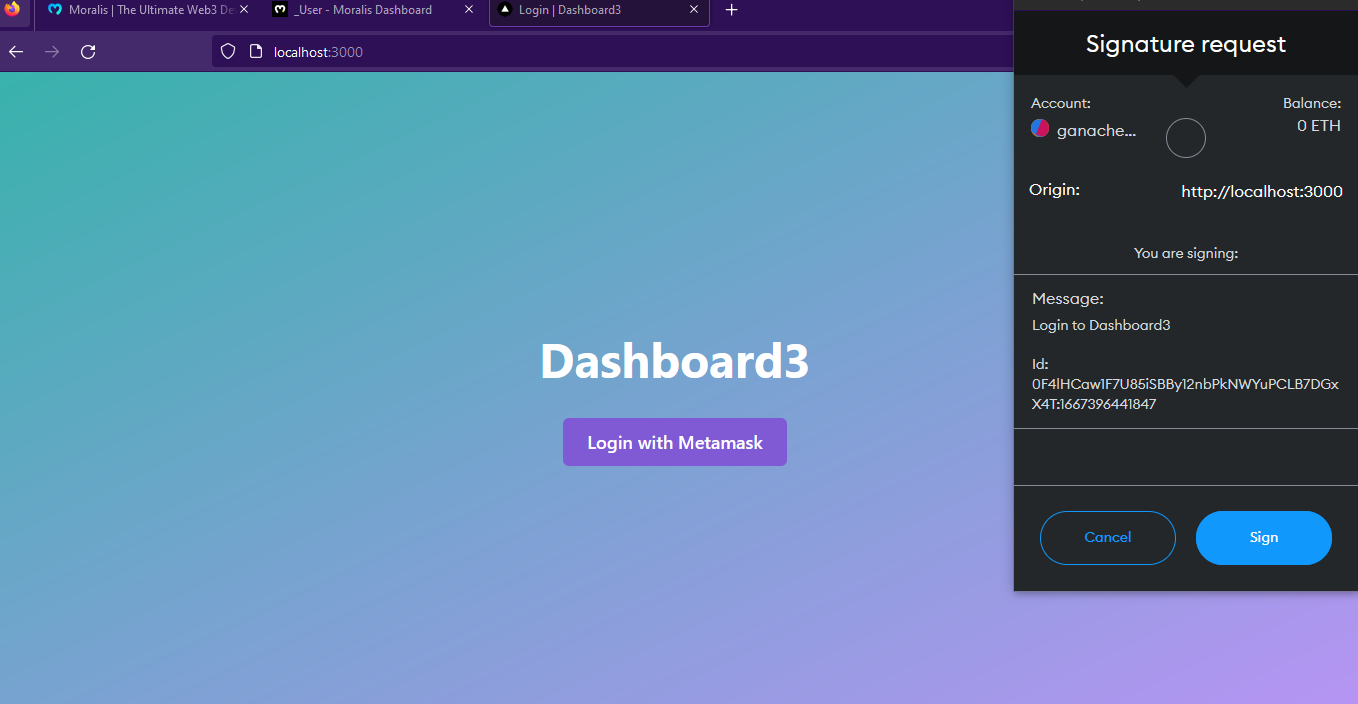 Moralis | The Ultimate Web3 De
_User - Moralis Dashboard
Login | Dashboard3
localhost:3000
Dashboard3
Login with Metamask
Signature request
Account:
Balance:
ganache...
0 ETH
Origin:
http://localhost:3000
You are signing:
Message:
Login to Dashboard3
Id:
0F4lHCaw1F7U85iSBBy12nbPkNWYuPCLB7DGx
X4T:1667396441847
Cancel
Sign